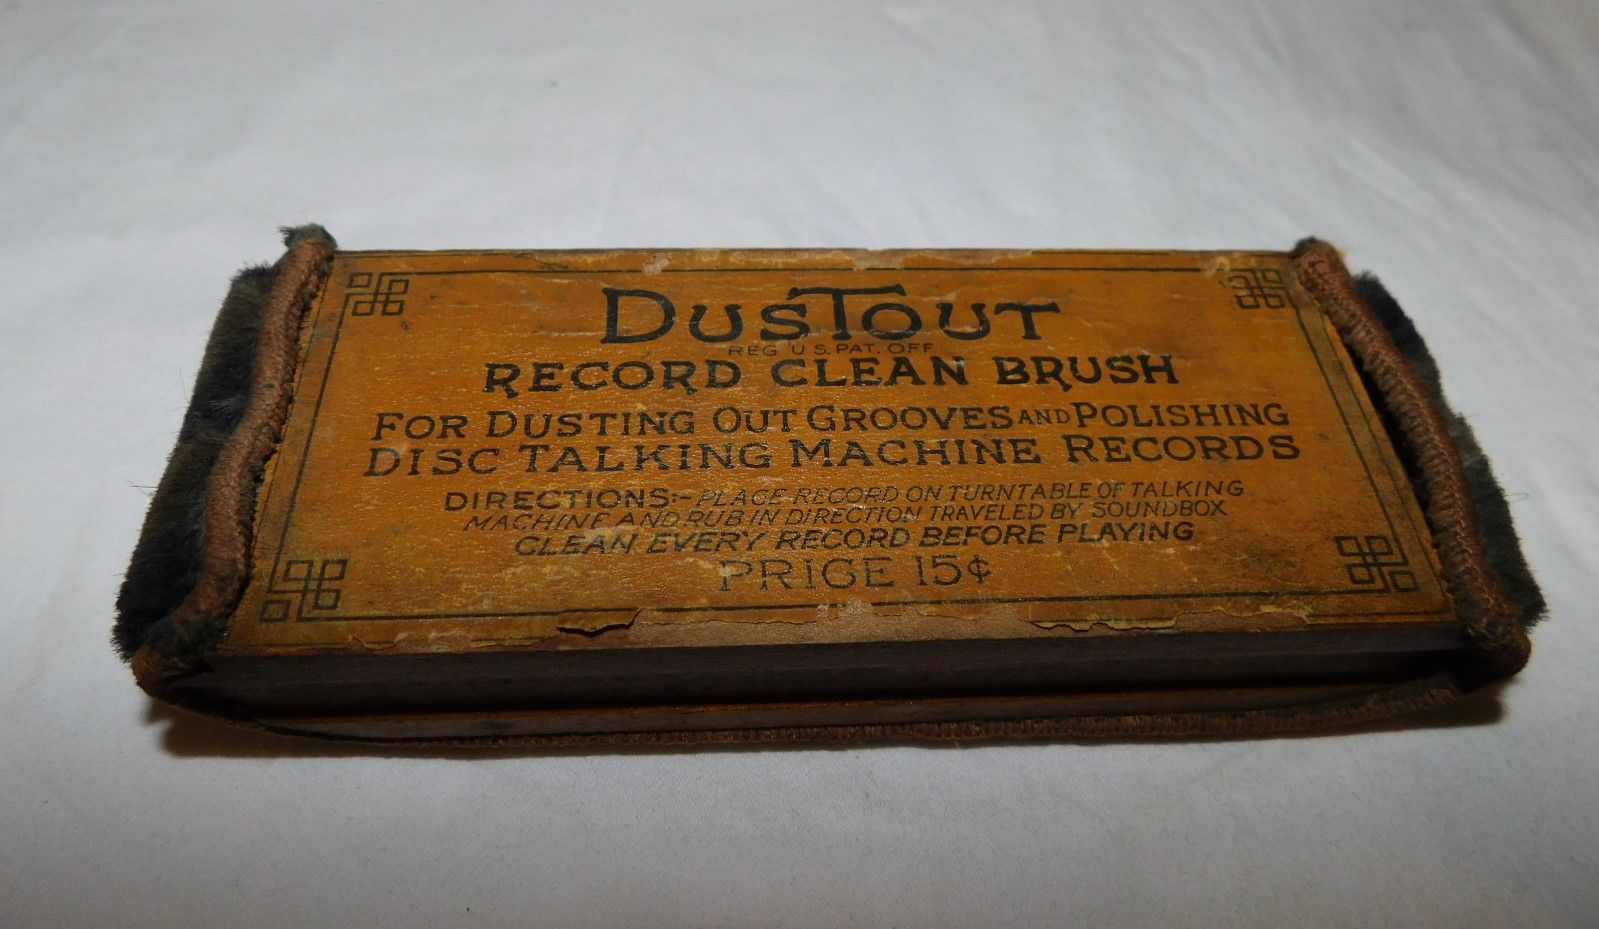 DUSTOUT
REG U.S. PAT. OFF
RECORD CLEAN BRUSH
FOR DUSTING OUT GROOVES AND POLISHING
DISC TALKING MACHINE RECORDS
DIRECTIONS:- PLACE RECORD ON TURNTABLE OF TALKING
MACHINE AND RUB IN DIRECTION TRAVELED BY SOUNDBOX
CLEAN EVERY RECORD BEFORE PLAYING
PRICE 15¢